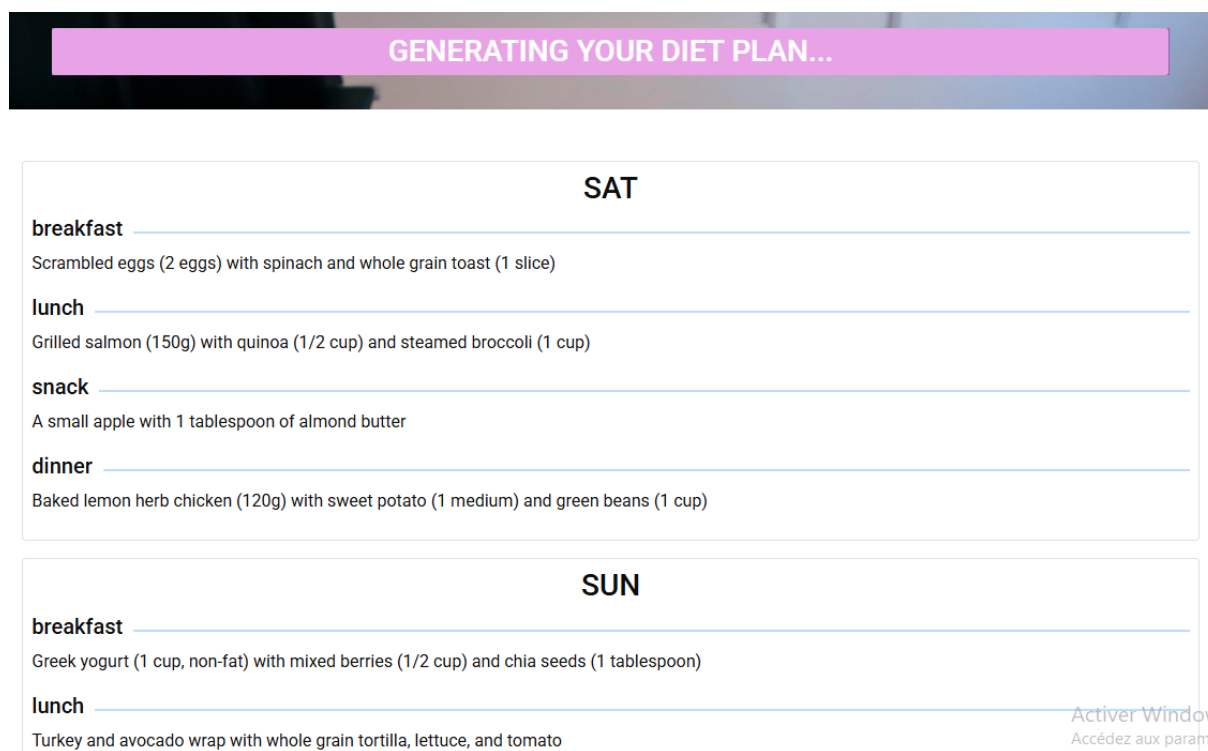 GENERATING YOUR DIET PLAN...
SAT
breakfast
Scrambled eggs (2 eggs) with spinach and whole grain toast (1 slice)
lunch
Grilled salmon (150g) with quinoa (1/2 cup) and steamed broccoli (1 cup)
snack
A small apple with 1 tablespoon of almond butter
dinner
Baked lemon herb chicken (120g) with sweet potato (1 medium) and green beans (1 cup)
SUN
breakfast
Greek yogurt (1 cup, non-fat) with mixed berries (1/2 cup) and chia seeds (1 tablespoon)
lunch
Turkey and avocado wrap with whole grain tortilla, lettuce, and tomato
Activer Window
Accédez aux param